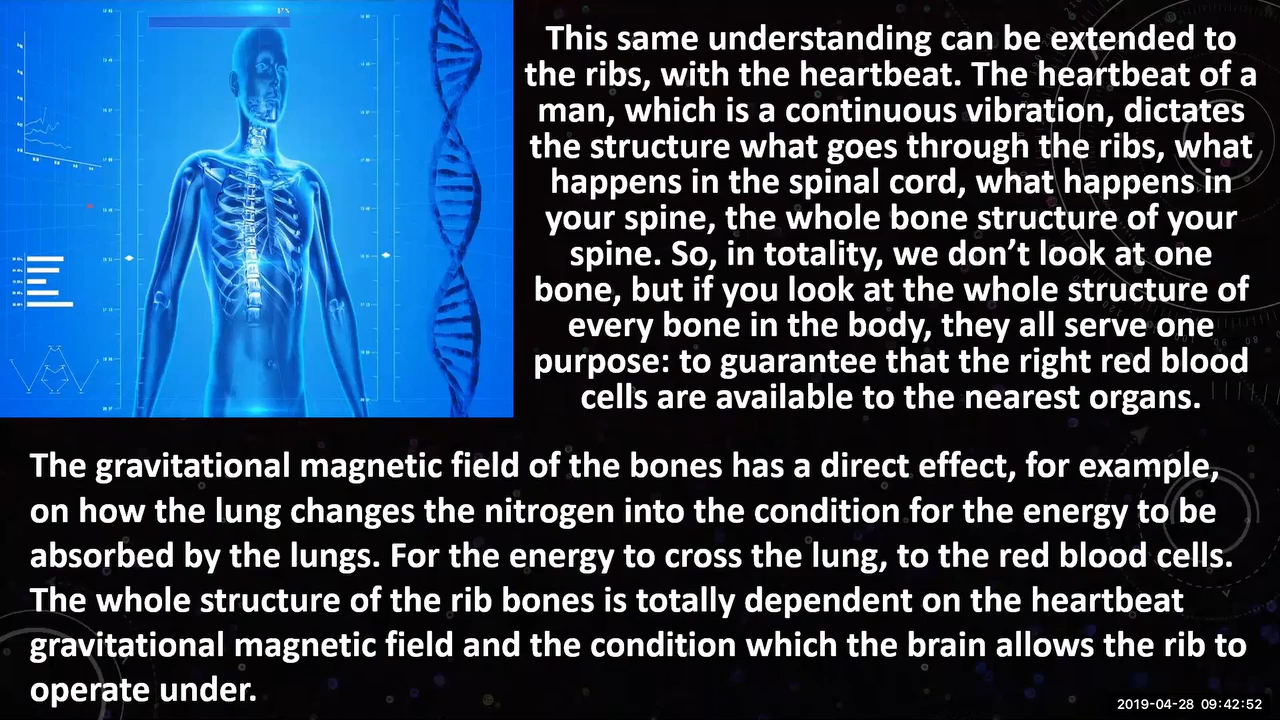 This same understanding can be extended to
the ribs, with the heartbeat. The heartbeat of a
man, which is a continuous vibration, dictates
the structure what goes through the ribs, what
happens in the spinal cord, what happens in
your spine, the whole bone structure of your
spine. So, in totality, we don’t look at one
bone, but if you look at the whole structure of
every bone in the body, they all serve one
purpose: to guarantee that the right red blood
cells are available to the nearest organs.
The gravitational magnetic field of the bones has a direct effect, for example,
on how the lung changes the nitrogen into the condition for the energy to be
absorbed by the lungs. For the energy to cross the lung, to the red blood cells.
The whole structure of the rib bones is totally dependent on the heartbeat
gravitational magnetic field and the condition which the brain allows the rib to
operate under.
2019-04-28 09:42:52